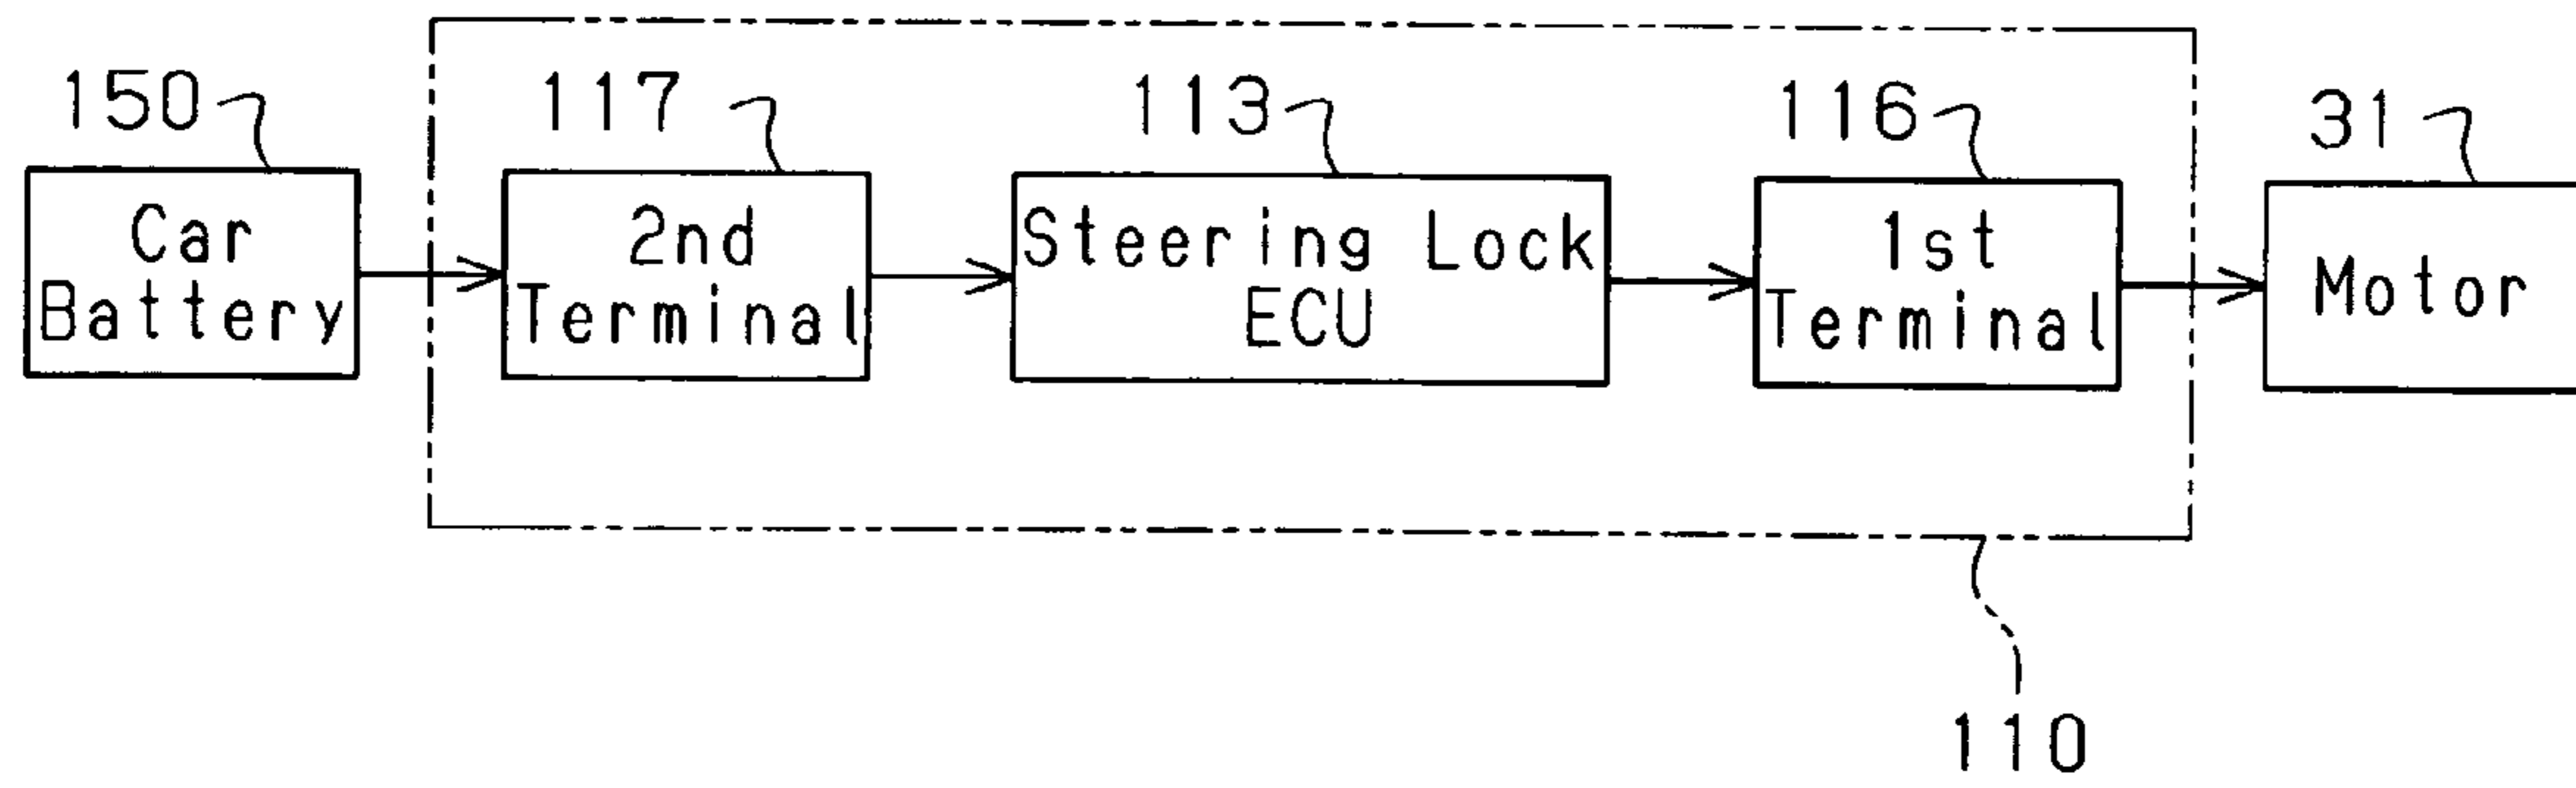 150
117
113
116
31
Car
Battery
2nd
Terminal
Steering Lock
ECU
1st
Terminal
Motor
110